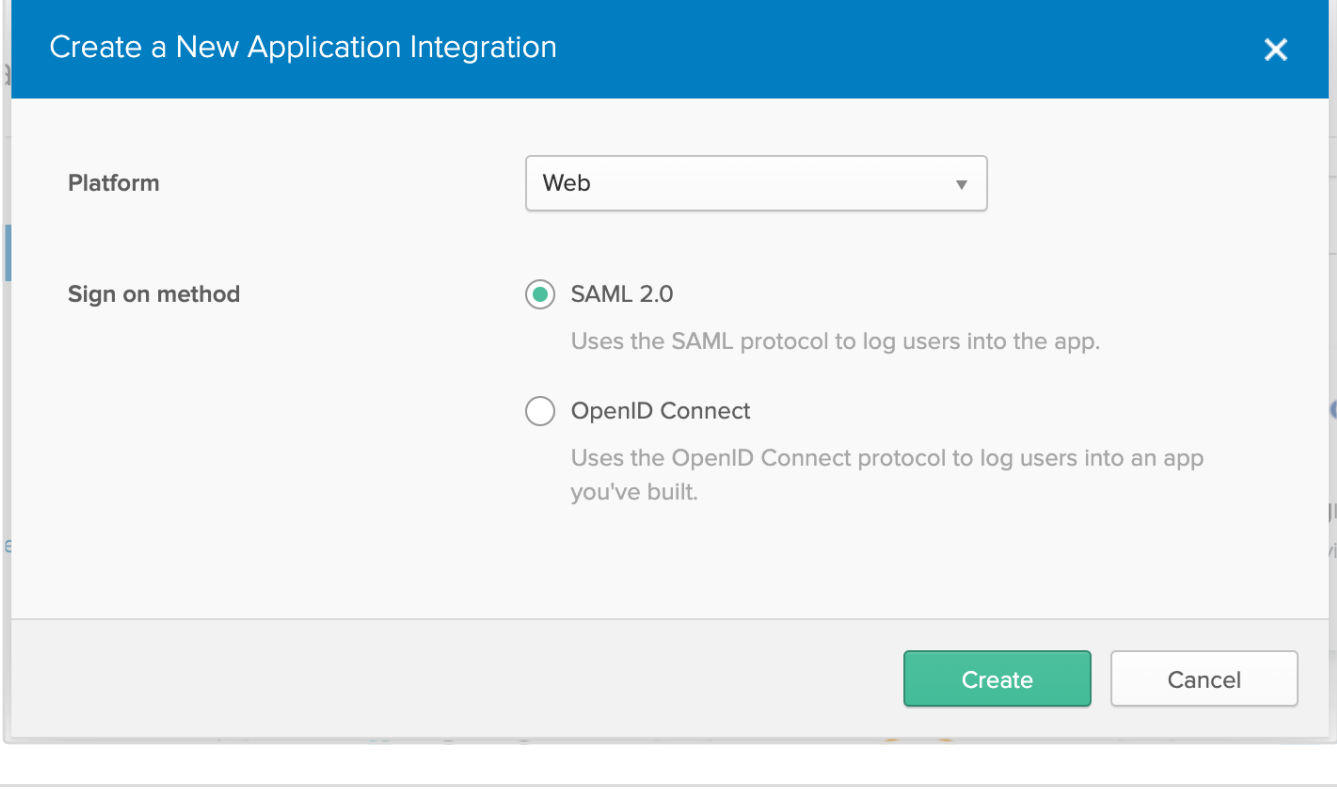 Create a New Application Integration
Platform
Web
Sign on method
SAML 2.0
Uses the SAML protocol to log users into the app.
OpenID Connect
Uses the OpenID Connect protocol to log users into an app
you've built.
Create
Cancel